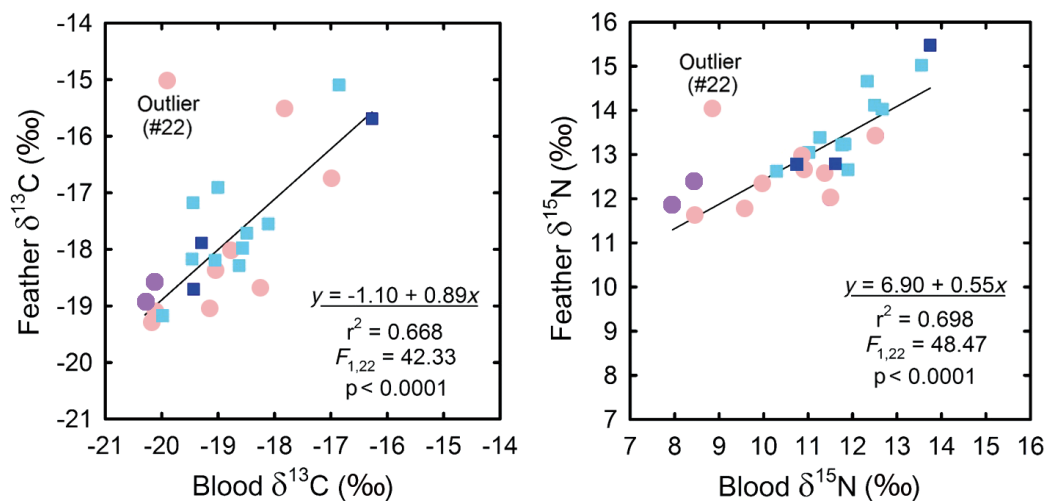 -14
-15
-16
-17
-18
-19
-20
-21
Feather δ¹³C (‰)
Outlier
(#22)
y = -1.10 + 0.89x
r² = 0.668
F₁,₂₂ = 42.33
p < 0.0001
-21 -20 -19 -18 -17 -16 -15 -14
Blood δ¹³C (‰)
16
15
14
13
12
11
10
9
8
7
Feather δ¹⁵N (‰)
Outlier
(#22)
y = 6.90 + 0.55x
r² = 0.698
F₁,₂₂ = 48.47
p < 0.0001
7 8 9 10 11 12 13 14 15 16
Blood δ¹⁵N (‰)